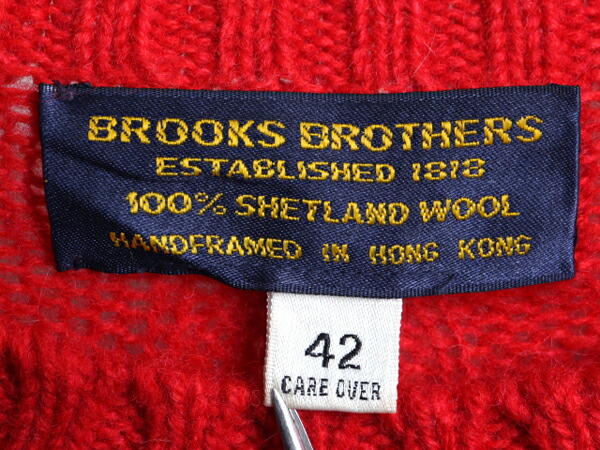 BROOKS BROTHERS
ESTABLISHED 1818
100% SHETLAND WOOL
HANDFRAMED IN HONG KONG
42
CARE OVER